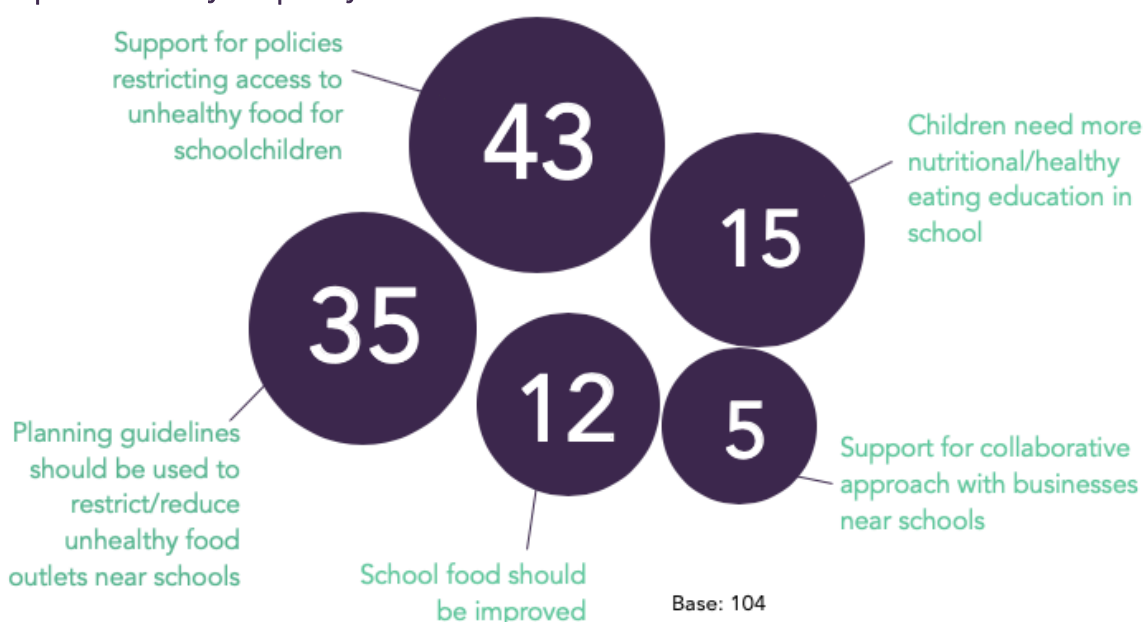 Support for policies
restricting access to
unhealthy food for
schoolchildren
43
Children need more
nutritional/healthy
eating education in
school
15
35
Planning guidelines
should be used to
restrict/reduce
unhealthy food
outlets near schools
12
School food should
be improved
5
Support for collaborative
approach with businesses
near schools
Base: 104